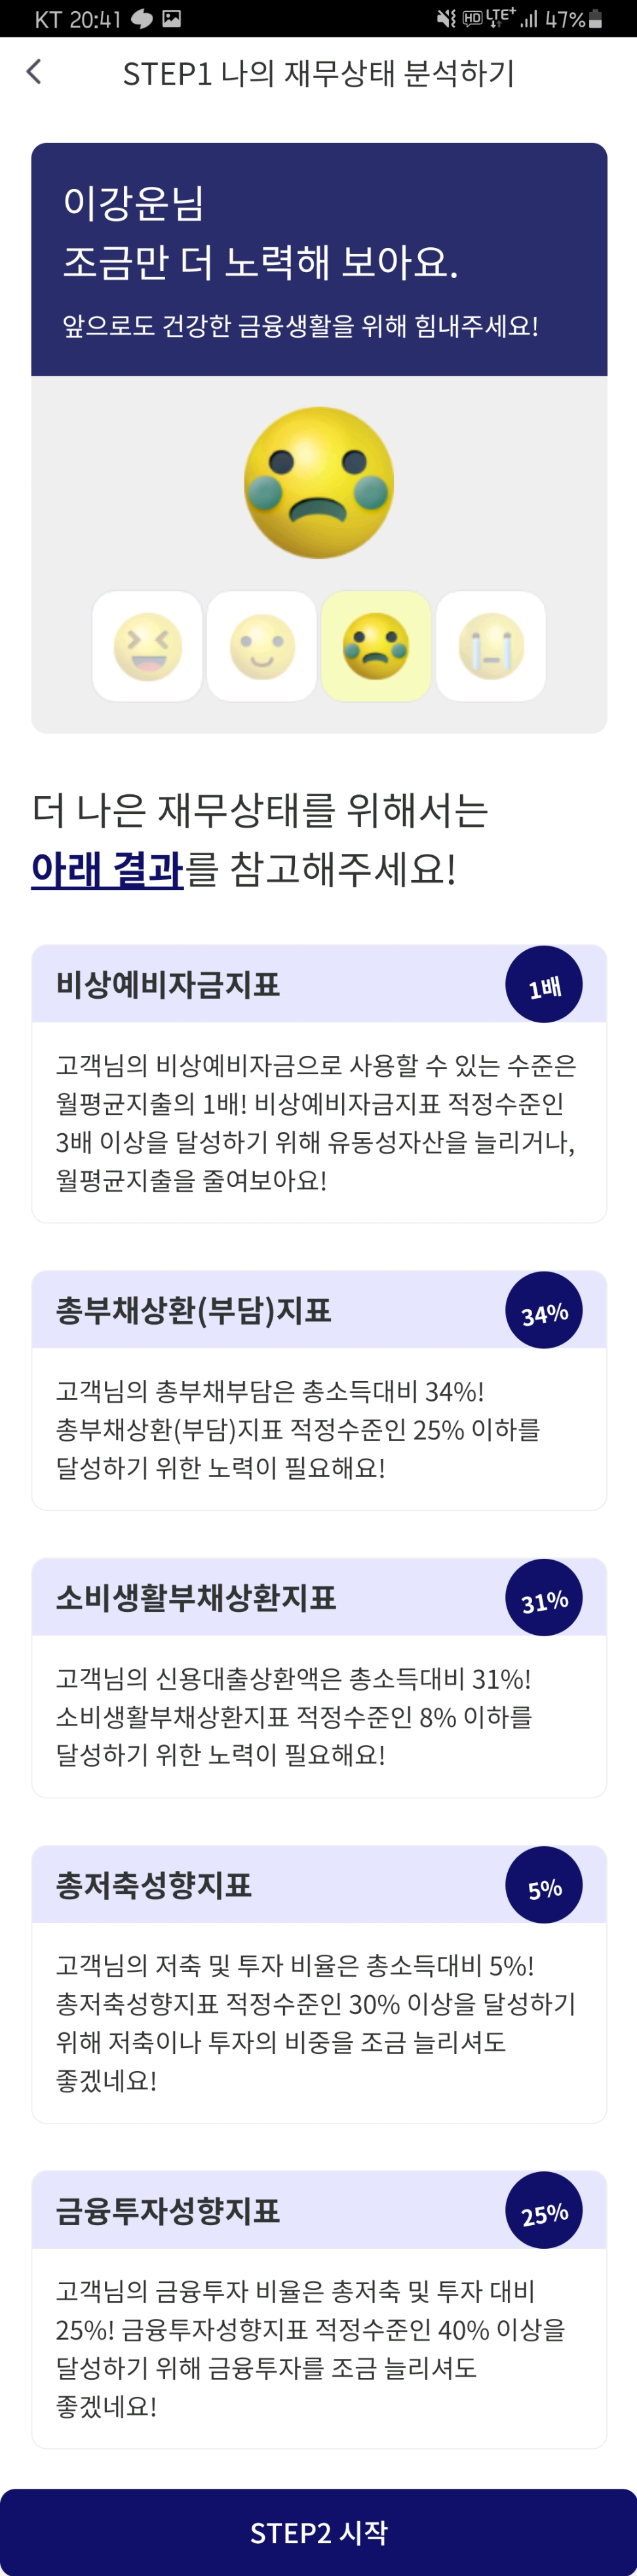 KT 20:41
HD LTE+ 47%
STEP1 나의 재무상태 분석하기
이강운님
조금만 더 노력해 보아요.
앞으로도 건강한 금융생활을 위해 힘내주세요!
더 나은 재무상태를 위해서는
아래 결과를 참고해주세요!
비상예비자금지표
1배
고객님의 비상예비자금으로 사용할 수 있는 수준은
월평균지출의 1배! 비상예비자금지표 적정수준인
3배 이상을 달성하기 위해 유동성자산을 늘리거나,
월평균지출을 줄여보아요!
총부채상환(부담)지표
34%
고객님의 총부채부담은 총소득대비 34%!
총부채상환(부담)지표 적정수준인 25% 이하를
달성하기 위한 노력이 필요해요!
소비생활부채상환지표
31%
고객님의 신용대출상환액은 총소득대비 31%!
소비생활부채상환지표 적정수준인 8% 이하를
달성하기 위한 노력이 필요해요!
총저축성향지표
5%
고객님의 저축 및 투자 비율은 총소득대비 5%!
총저축성향지표 적정수준인 30% 이상을 달성하기
위해 저축이나 투자의 비중을 조금 늘리셔도
좋겠네요!
금융투자성향지표
25%
고객님의 금융투자 비율은 총저축 및 투자 대비
25%! 금융투자성향지표 적정수준인 40% 이상을
달성하기 위해 금융투자를 조금 늘리셔도
좋겠네요!
STEP2 시작